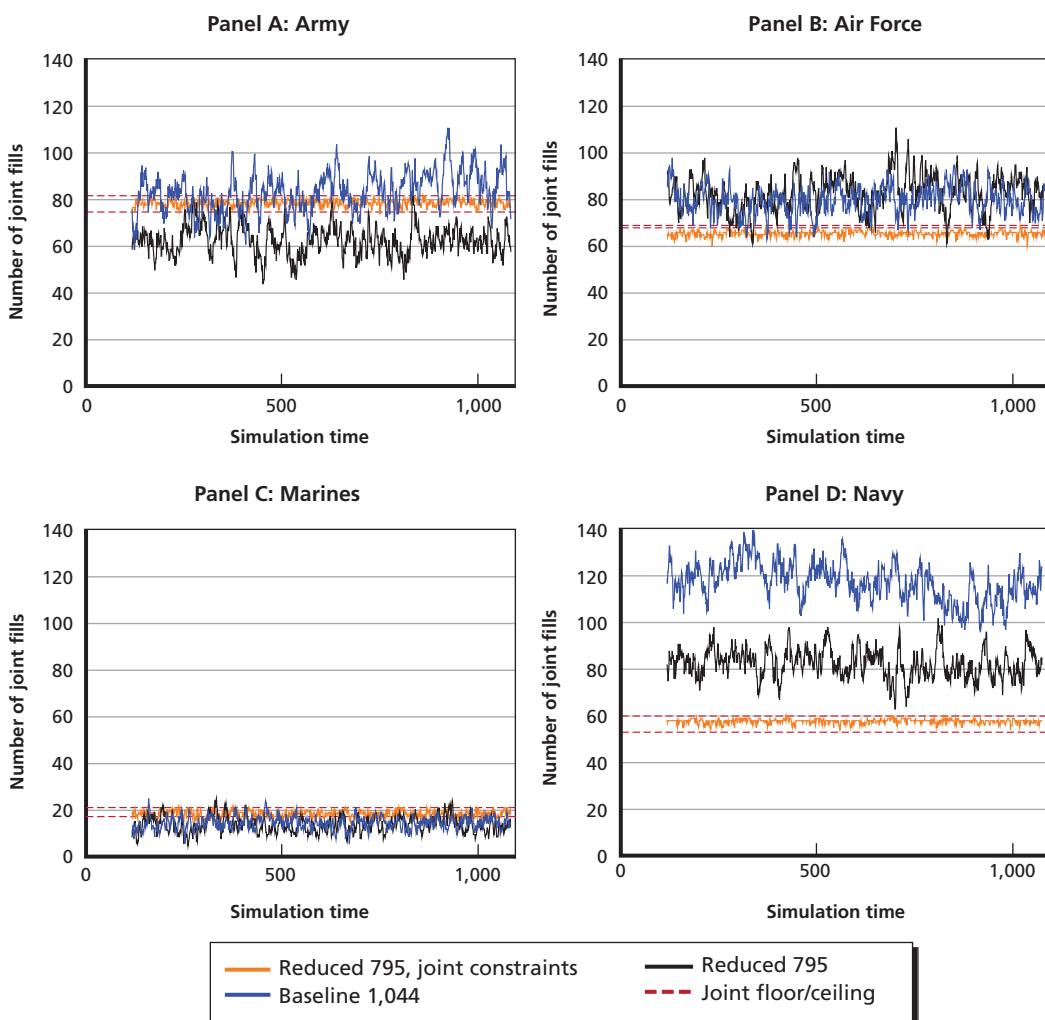 Panel A: Army
Number of joint fills
140
120
100
80
60
40
20
0
0
500
1,000
Simulation time
Panel B: Air Force
Number of joint fills
140
120
100
80
60
40
20
0
0
500
1,000
Simulation time
Panel C: Marines
Number of joint fills
140
120
100
80
60
40
20
0
0
500
1,000
Simulation time
Panel D: Navy
Number of joint fills
140
120
100
80
60
40
20
0
0
500
1,000
Simulation time
Reduced 795, joint constraints
Baseline 1,044
Reduced 795
Joint floor/ceiling